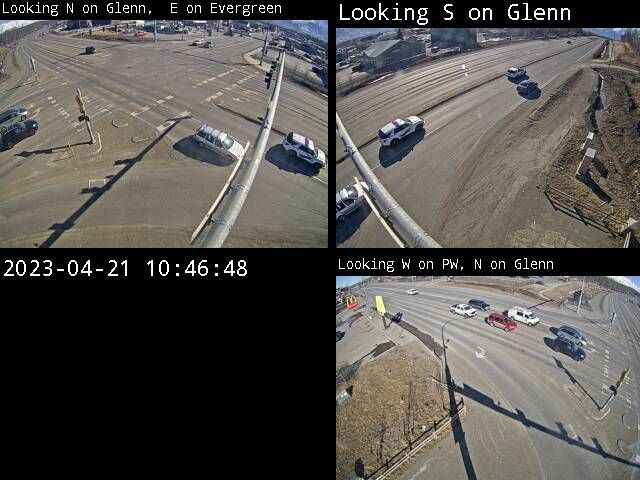 Looking N on Glenn, E on Evergreen
Looking S on Glenn
2023-04-21 10:46:48
Looking W on PW, N on Glenn